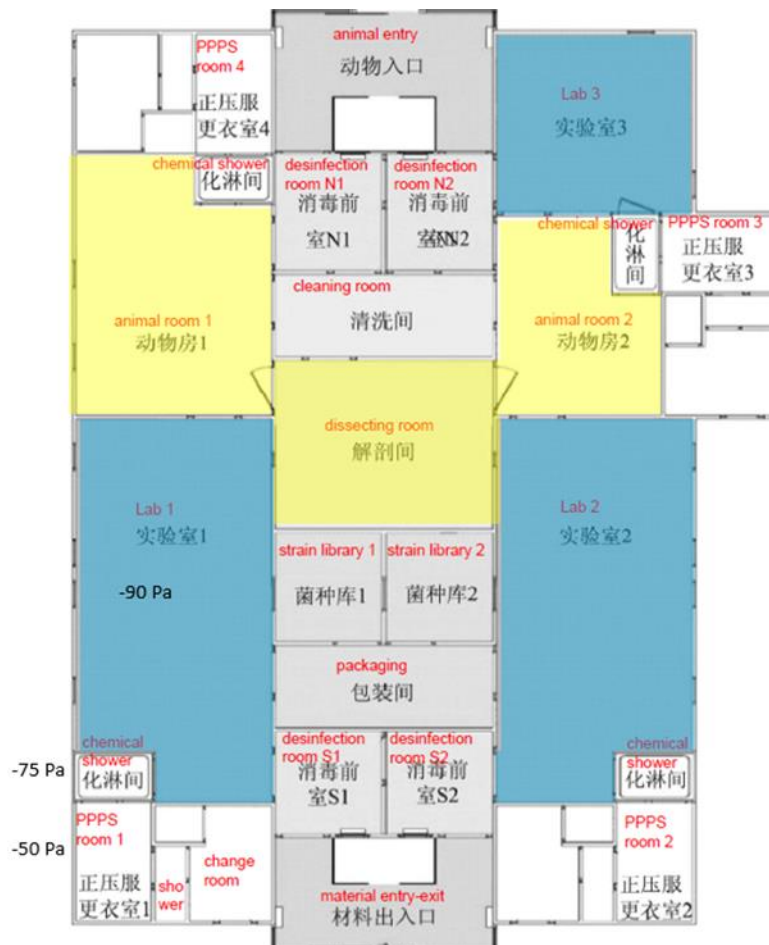 animal entry
动物入口
PPPS
room 4
正压服
更衣室4
chemical shower
化淋间
desinfection
room N1
消毒前
室N1
desinfection
room N2
消毒前
Lab 3
实验室3
chemical shower
化
淋
间
PPPS room 3
正压服
更衣室3
cleaning room
清洗间
animal room 1
动物房1
animal room 2
动物房2
dissecting room
解剖间
Lab 1
实验室1
-90 Pa
Lab 2
实验室2
strain library 1
菌种库1
strain library 2
菌种库2
packaging
包装间
desinfection
room S1
消毒前
室S1
desinfection
room S2
消毒前
室S2
chemical
shower
化淋间
-75 Pa
chemical
shower
化淋间
-50 Pa
PPPS
room 1
正压服
更衣室1
sho
wer
change
room
PPPS
room 2
正压服
更衣室2
material entry-exit
材料出入口